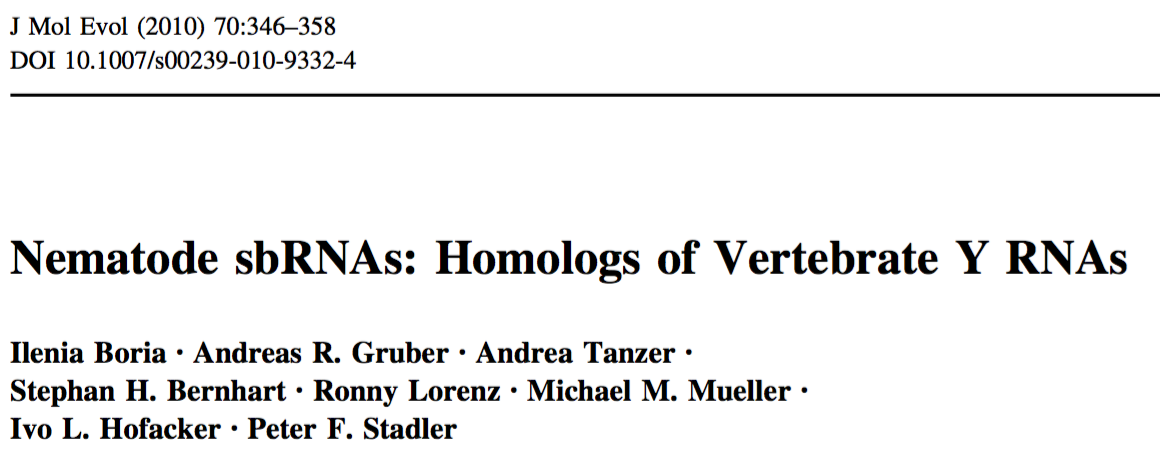 J Mol Evol (2010) 70:346–358
DOI 10.1007/s00239-010-9332-4
Nematode sbRNAs: Homologs of Vertebrate Y RNAs
Ilenia Boria · Andreas R. Gruber · Andrea Tanzer ·
Stephan H. Bernhart · Ronny Lorenz · Michael M. Mueller ·
Ivo L. Hofacker · Peter F. Stadler